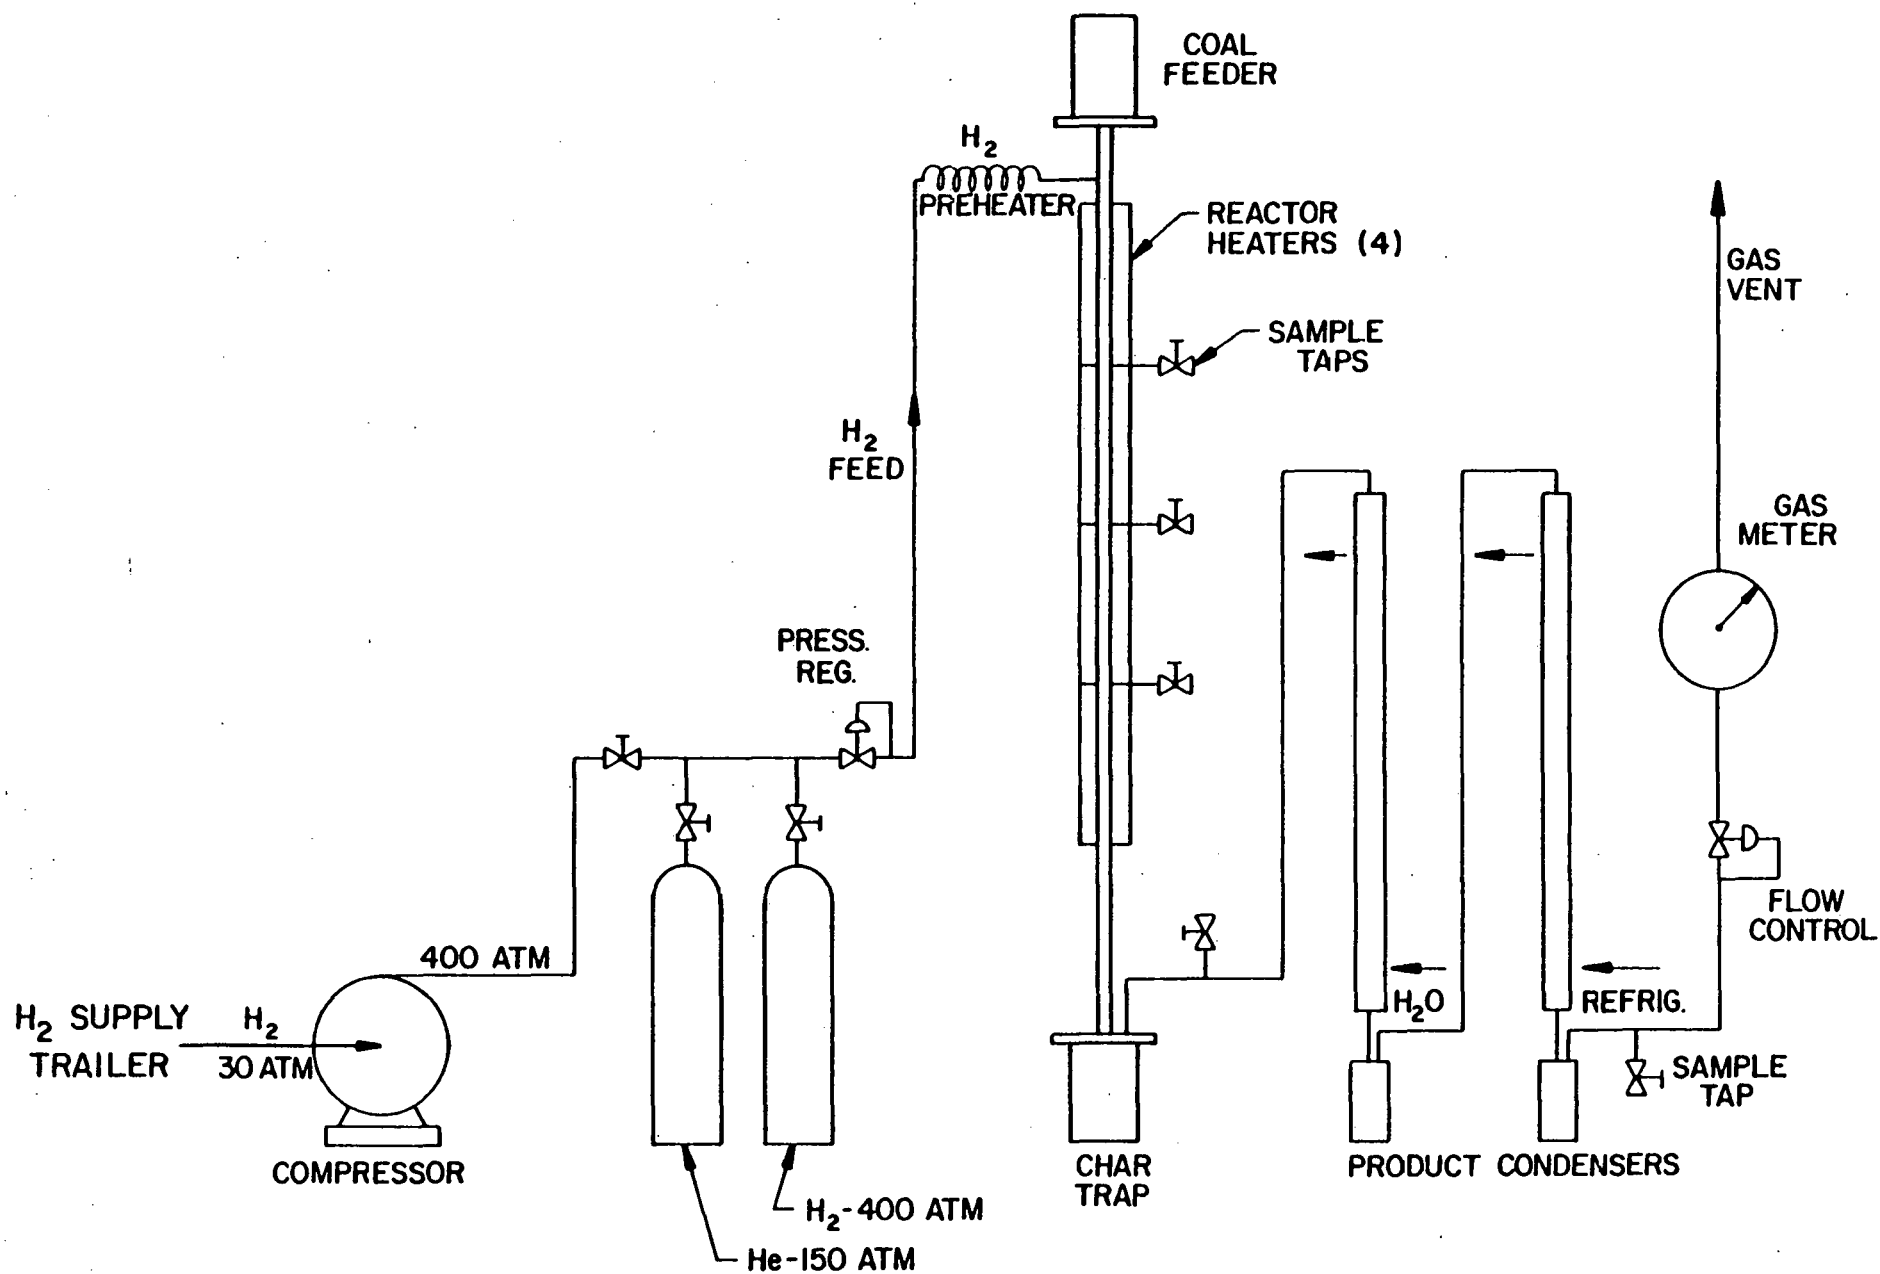 COAL
FEEDER
H₂
PREHEATER
REACTOR
HEATERS (4)
GAS
VENT
SAMPLE
TAPS
H₂
FEED
GAS
METER
PRESS.
REG.
FLOW
CONTROL
400 ATM
H₂ SUPPLY
TRAILER
H₂
30 ATM
H₂O
REFRIG.
SAMPLE
TAP
COMPRESSOR
CHAR
TRAP
PRODUCT CONDENSERS
H₂-400 ATM
He-150 ATM